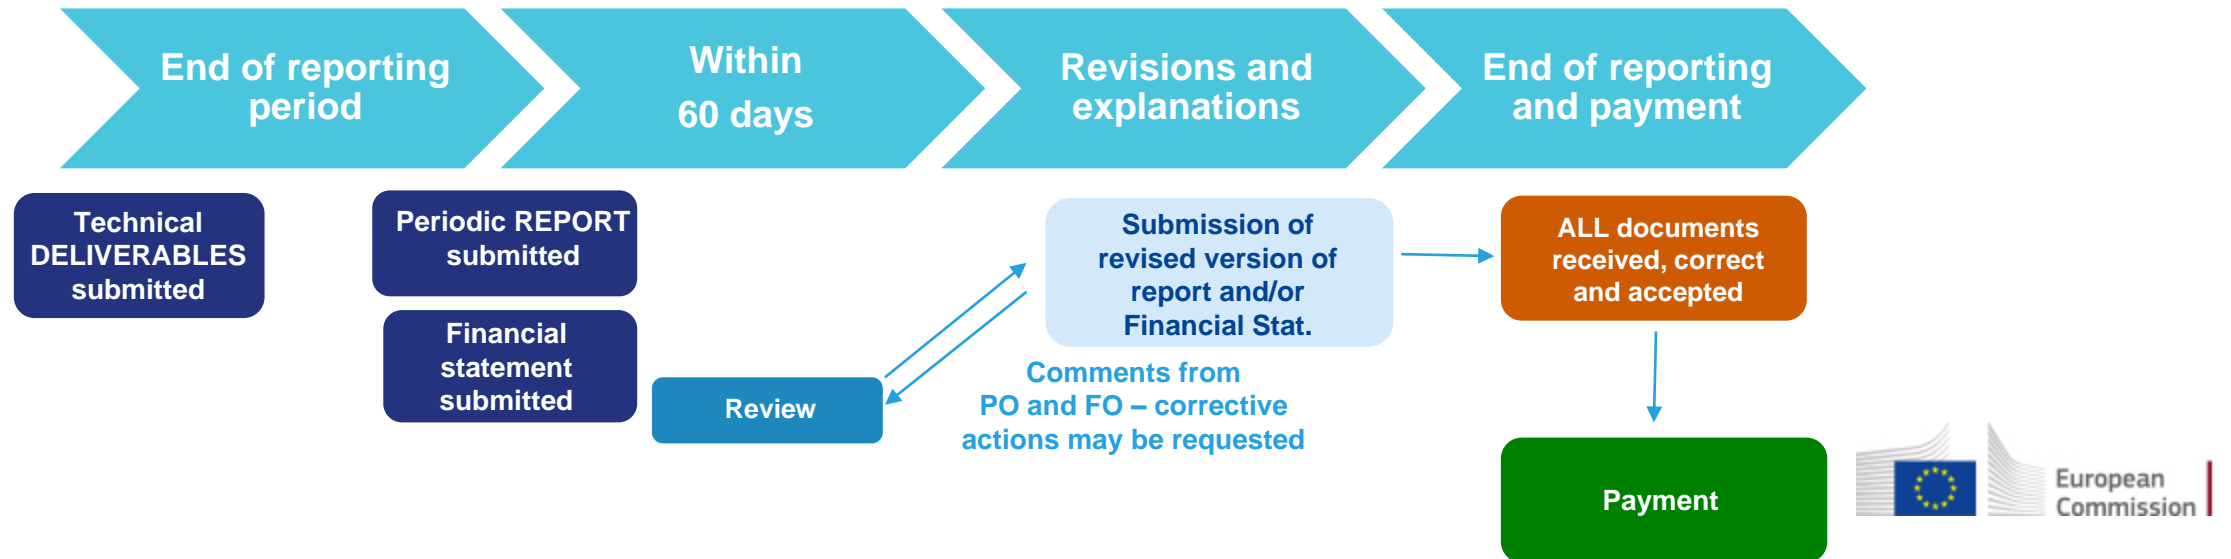 End of reporting
period
Within
60 days
Revisions and
explanations
End of reporting
and payment
Technical
DELIVERABLES
submitted
Periodic REPORT
submitted
Financial
statement
submitted
Review
Submission of
revised version of
report and/or
Financial Stat.
Comments from
PO and FO – corrective
actions may be requested
ALL documents
received, correct
and accepted
Payment
European
Commission